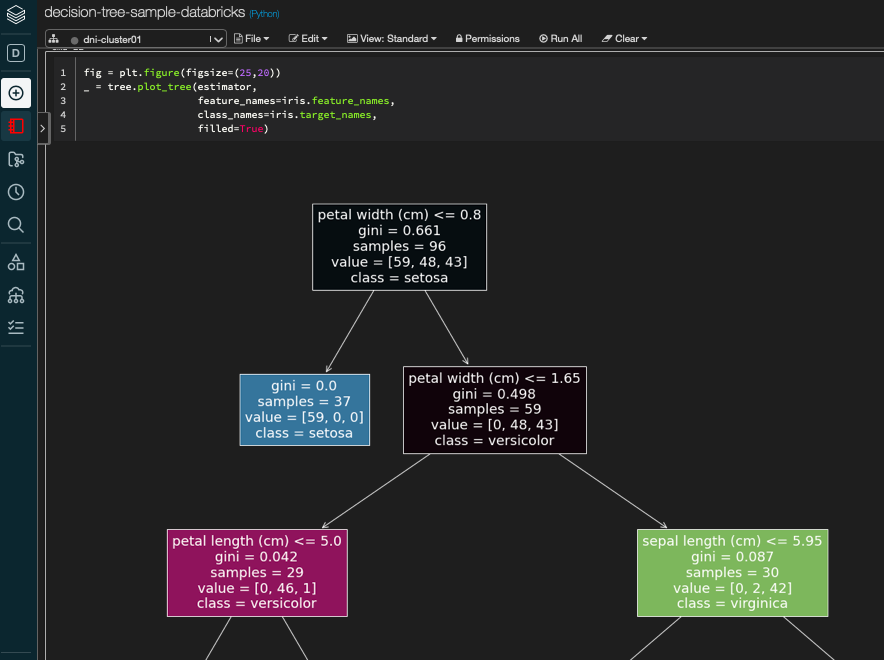 decision-tree-sample-databricks (Python)
dni-cluster01 File Edit View: Standard Permissions Run All Clear
D
1 fig = plt.figure(figsize=(25,20))
2 _ = tree.plot_tree(estimator,
3 feature_names=iris.feature_names,
4 class_names=iris.target_names,
5 filled=True)
petal width (cm) <= 0.8
gini = 0.661
samples = 96
value = [59, 48, 43]
class = setosa
gini = 0.0
samples = 37
value = [59, 0, 0]
class = setosa
petal width (cm) <= 1.65
gini = 0.498
samples = 59
value = [0, 48, 43]
class = versicolor
petal length (cm) <= 5.0
gini = 0.042
samples = 29
value = [0, 46, 1]
class = versicolor
sepal length (cm) <= 5.95
gini = 0.087
samples = 30
value = [0, 2, 42]
class = virginica